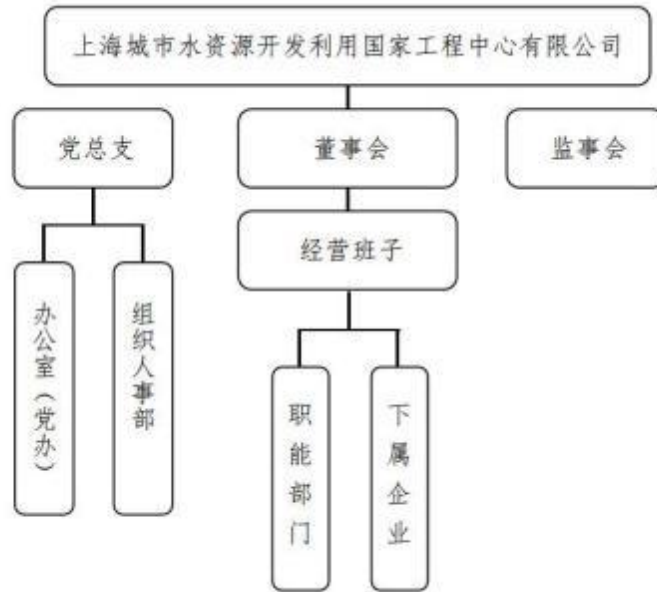 上海城市水资源开发利用国家工程中心有限公司
党总支
董事会
监事会
经营班子
办公室（党办）
组织人事部
职能部门
下属企业